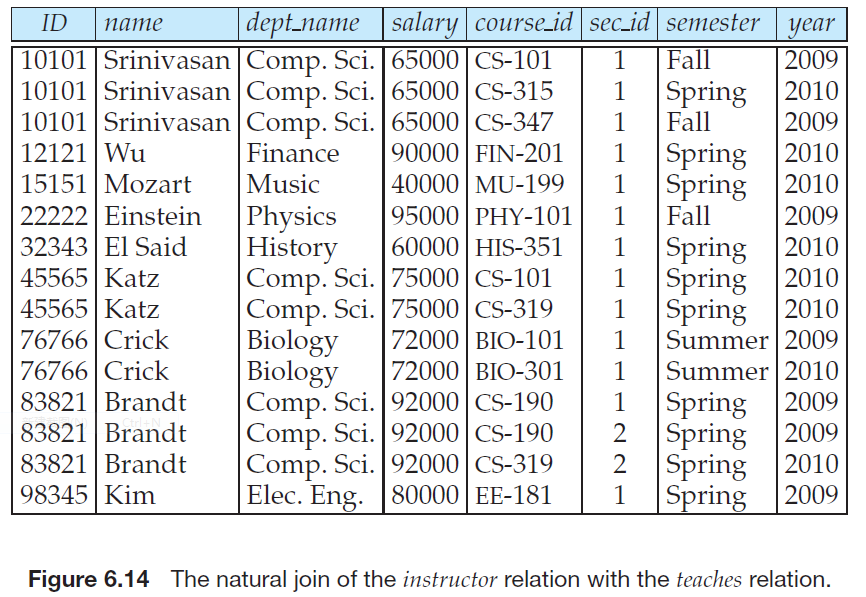 ID name dept_name salary course_id sec_id semester year
10101 Srinivasan Comp. Sci. 65000 CS-101 1 Fall 2009
10101 Srinivasan Comp. Sci. 65000 CS-315 1 Spring 2010
10101 Srinivasan Comp. Sci. 65000 CS-347 1 Fall 2009
12121 Wu Finance 90000 FIN-201 1 Spring 2010
15151 Mozart Music 40000 MU-199 1 Spring 2010
22222 Einstein Physics 95000 PHY-101 1 Fall 2009
32343 El Said History 60000 HIS-351 1 Spring 2010
45565 Katz Comp. Sci. 75000 CS-101 1 Spring 2010
45565 Katz Comp. Sci. 75000 CS-319 1 Spring 2010
76766 Crick Biology 72000 BIO-101 1 Summer 2009
76766 Crick Biology 72000 BIO-301 1 Summer 2010
83821 Brandt Comp. Sci. 92000 CS-190 1 Spring 2009
83821 Brandt Comp. Sci. 92000 CS-190 2 Spring 2009
83821 Brandt Comp. Sci. 92000 CS-319 2 Spring 2010
98345 Kim Elec. Eng. 80000 EE-181 1 Spring 2009
Figure 6.14 The natural join of the instructor relation with the teaches relation.